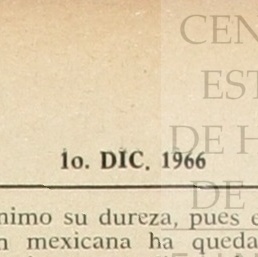 CEN
EST
DE H
DE
1o. DIC. 1966
nimo su dureza, pues e
n mexicana ha queda